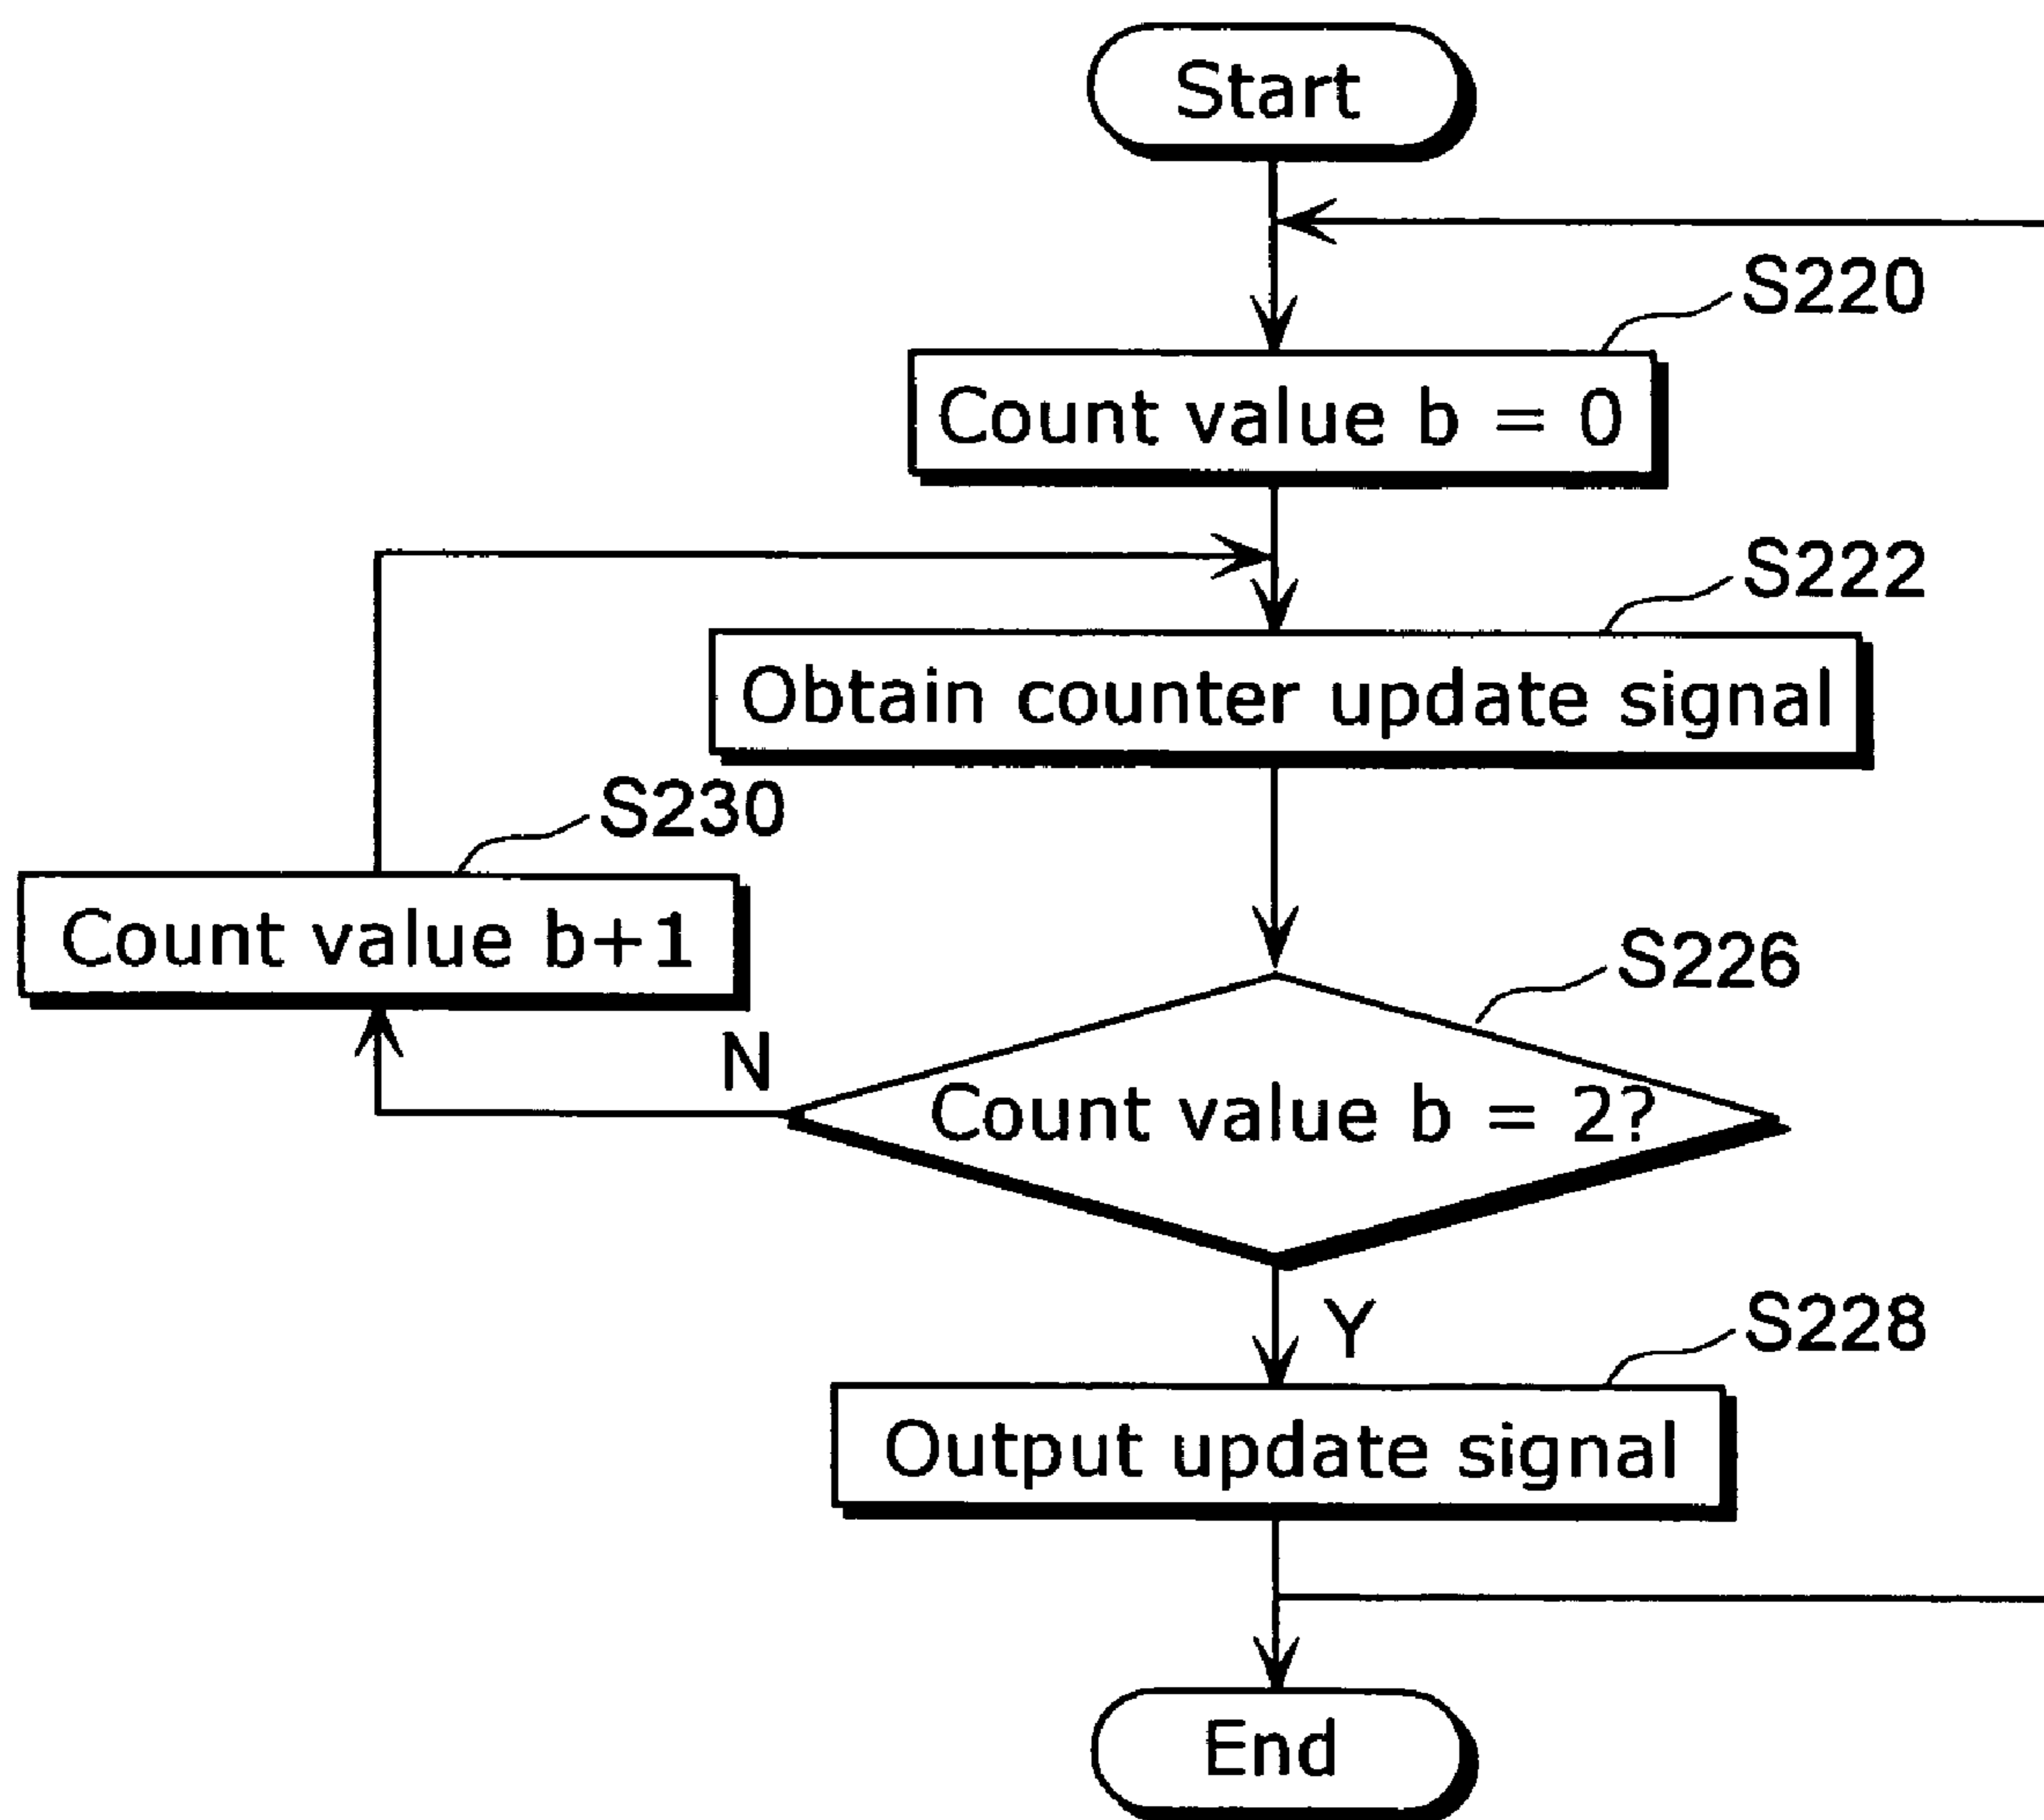 Start
S220
Count value b = 0
S222
Obtain counter update signal
S230
Count value b+1
S226
N
Count value b = 2?
Y
S228
Output update signal
End